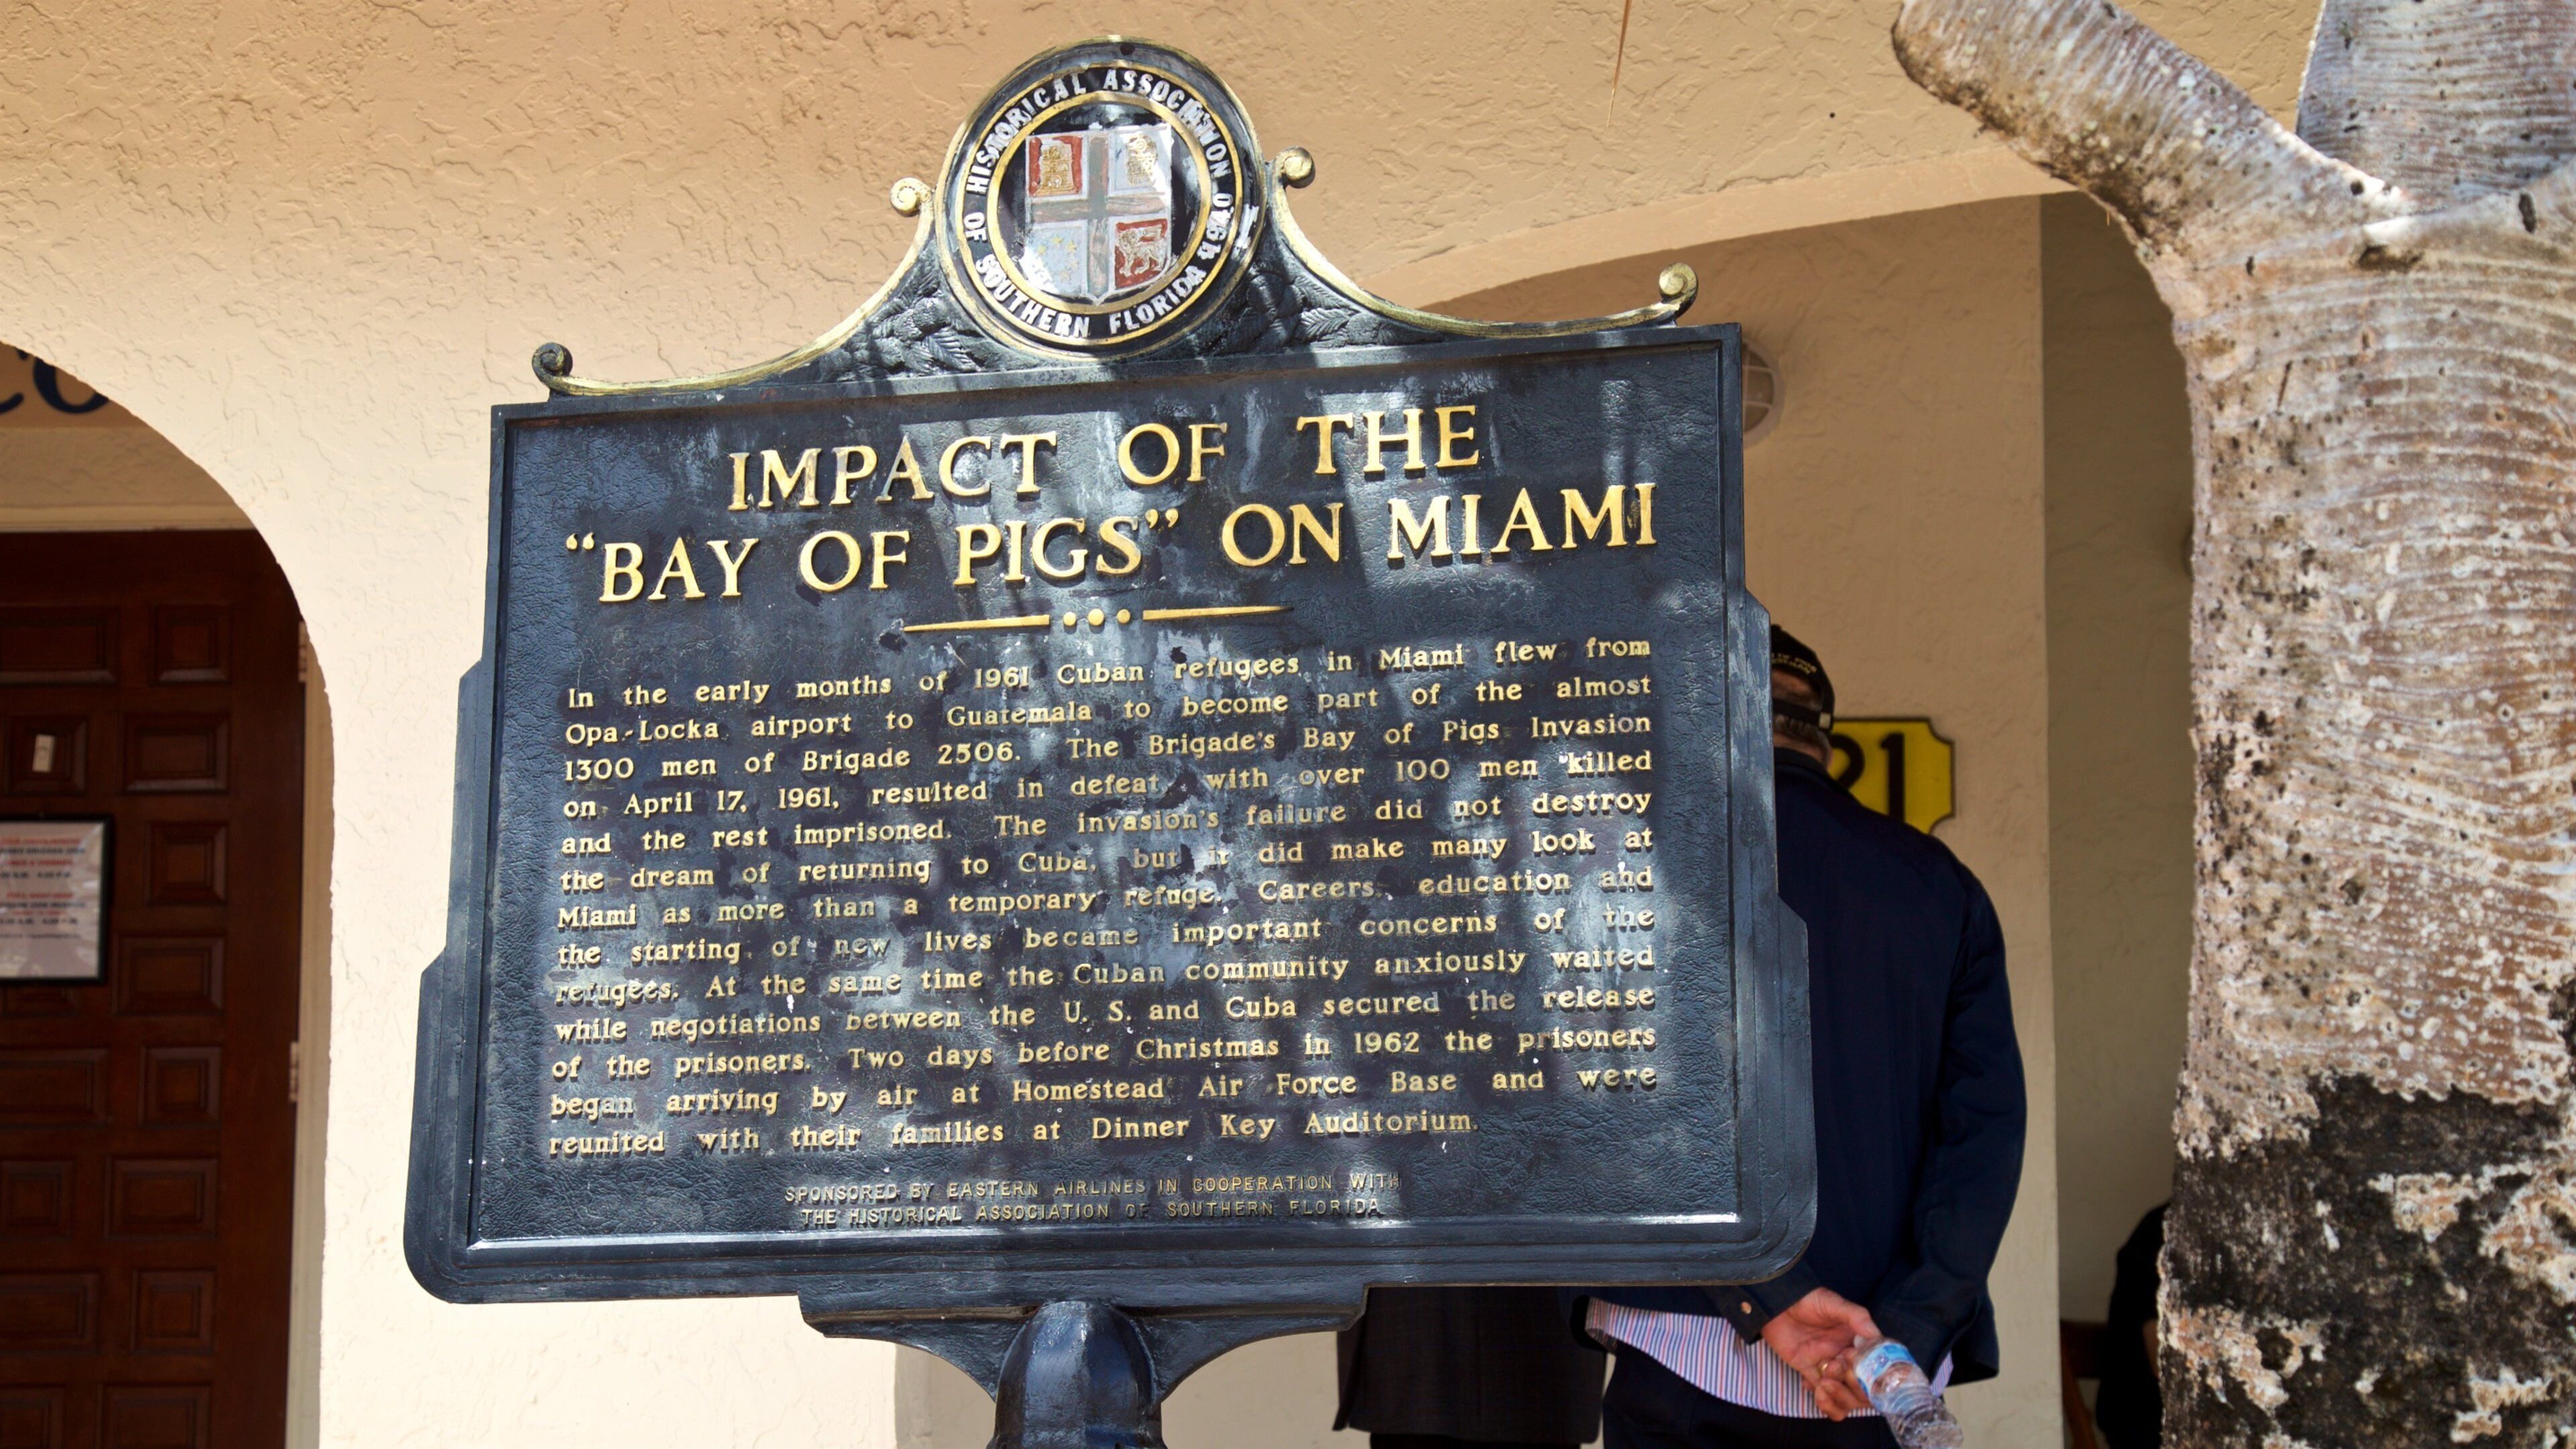 HISTORICAL ASSOCIATION
OF SOUTHERN FLORIDA
IMPACT OF THE
“BAY OF PIGS” ON MIAMI
In the early months of 1961 Cuban refugees in Miami flew from
Opa-Locka airport to Guatemala to become part of the almost
1300 men of Brigade 2506. The Brigade's Bay of Pigs Invasion
on April 17, 1961, resulted in defeat, with over 100 men killed
and the rest imprisoned. The invasion's failure did not destroy
the dream of returning to Cuba, but it did make many look at
Miami as more than a temporary refuge. Careers, education and
the starting of new lives became important concerns of the
refugees. At the same time the Cuban community anxiously waited
while negotiations between the U. S. and Cuba secured the release
of the prisoners. Two days before Christmas in 1962 the prisoners
began arriving by air at Homestead Air Force Base and were
reunited with their families at Dinner Key Auditorium.
SPONSORED BY EASTERN AIRLINES IN COOPERATION WITH
THE HISTORICAL ASSOCIATION OF SOUTHERN FLORIDA
21